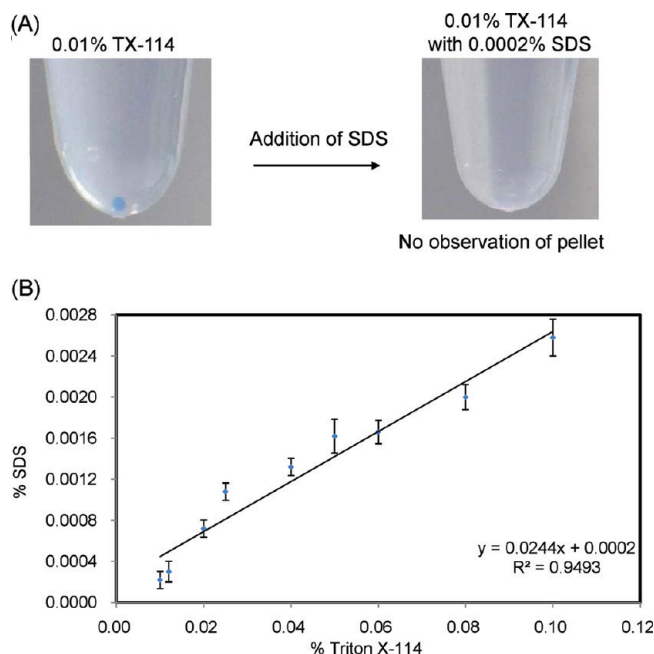 (A)
0.01% TX-114
Addition of SDS
0.01% TX-114
with 0.0002% SDS
No observation of pellet
(B)
0.0028
0.0024
0.0020
0.0016
0.0012
0.0008
0.0004
0.0000
% SDS
y = 0.0244x + 0.0002
R² = 0.9493
0.00 0.02 0.04 0.06 0.08 0.10 0.12
% Triton X-114